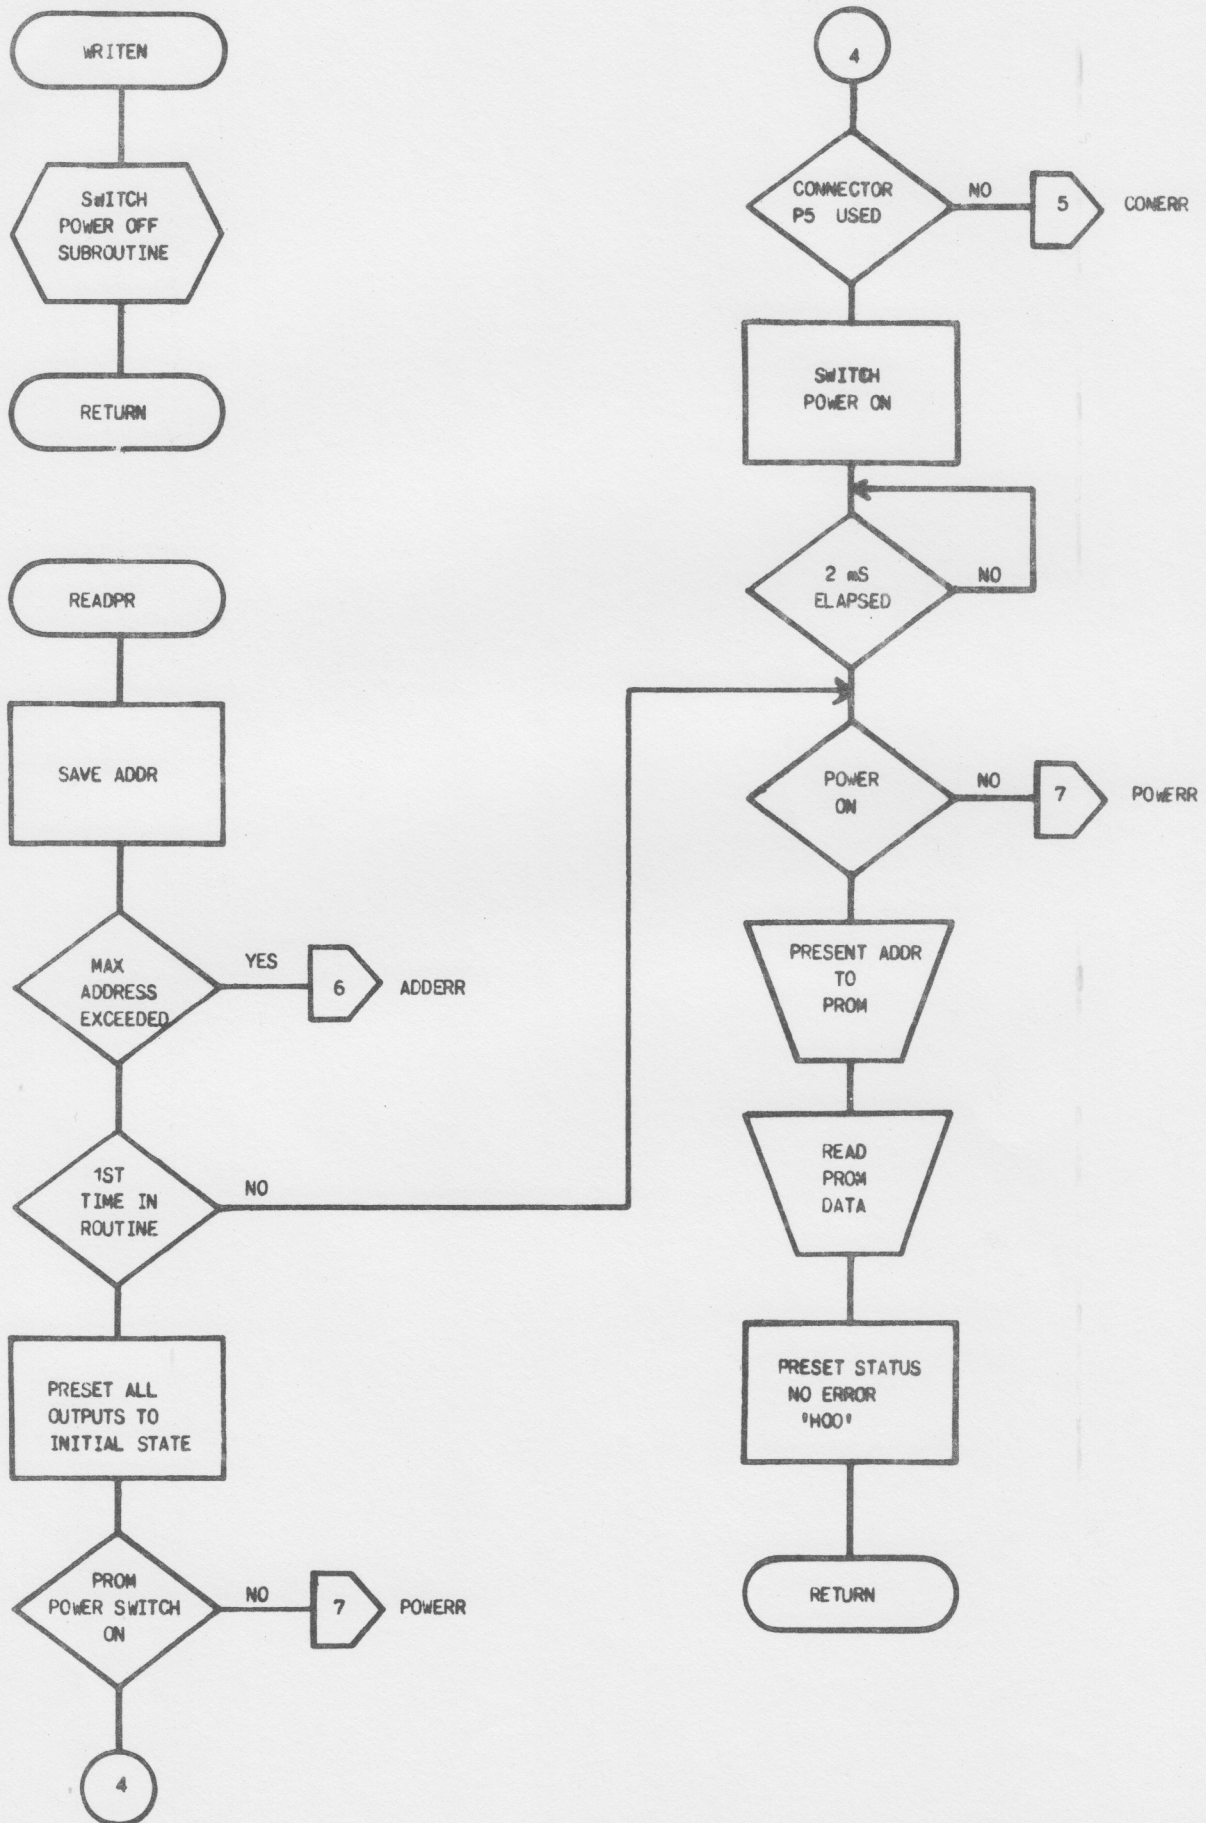 WRITEN
SWITCH
POWER OFF
SUBROUTINE
RETURN
READPR
SAVE ADDR
MAX
ADDRESS
EXCEEDED
YES
6
ADDERR
1ST
TIME IN
ROUTINE
NO
PRESET ALL
OUTPUTS TO
INITIAL STATE
PROM
POWER SWITCH
ON
NO
7
POWERR
4
4
CONNECTOR
P5 USED
NO
5
CONERR
SWITCH
POWER ON
2 mS
ELAPSED
NO
POWER
ON
NO
7
POWERR
PRESENT ADDR
TO
PROM
READ
PROM
DATA
PRESET STATUS
NO ERROR
'H00'
RETURN